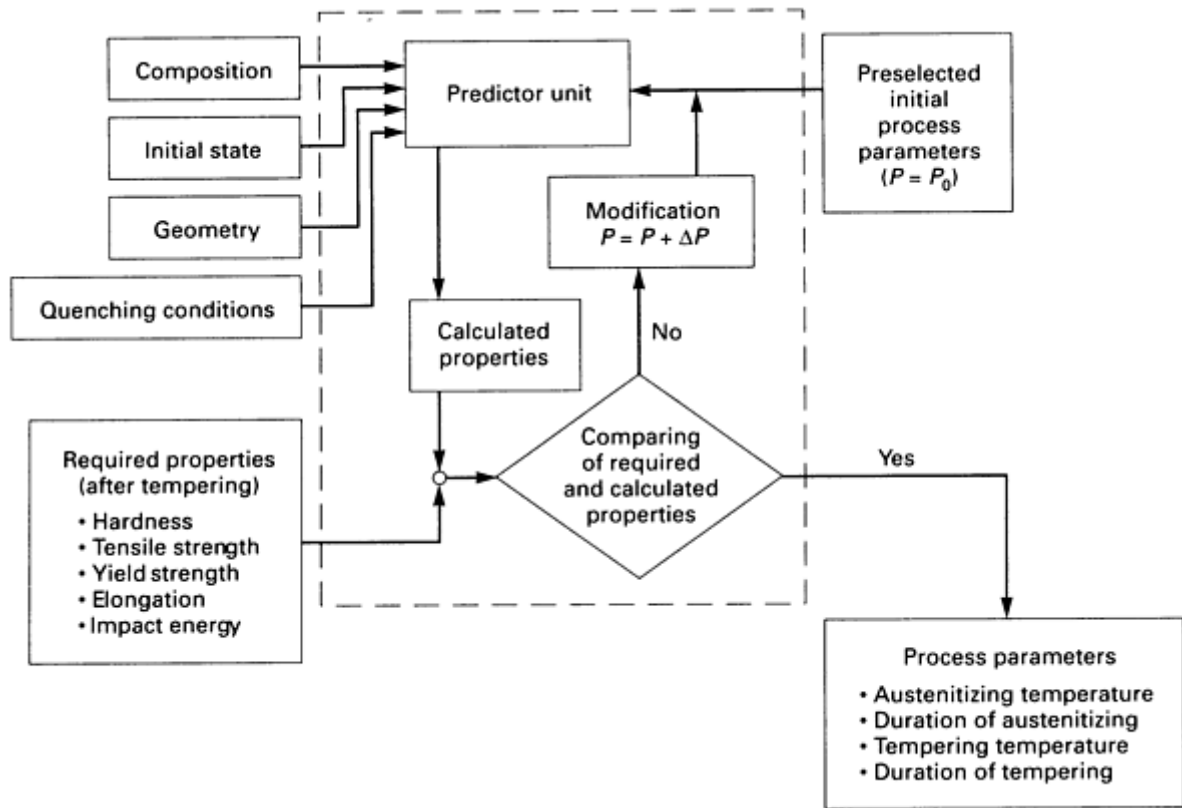 Composition
Initial state
Geometry
Quenching conditions
Predictor unit
Preselected
initial
process
parameters
(P = P₀)
Modification
P = P + ΔP
Calculated
properties
No
Required properties
(after tempering)
• Hardness
• Tensile strength
• Yield strength
• Elongation
• Impact energy
Comparing
of required
and calculated
properties
Yes
Process parameters
• Austenitizing temperature
• Duration of austenitizing
• Tempering temperature
• Duration of tempering